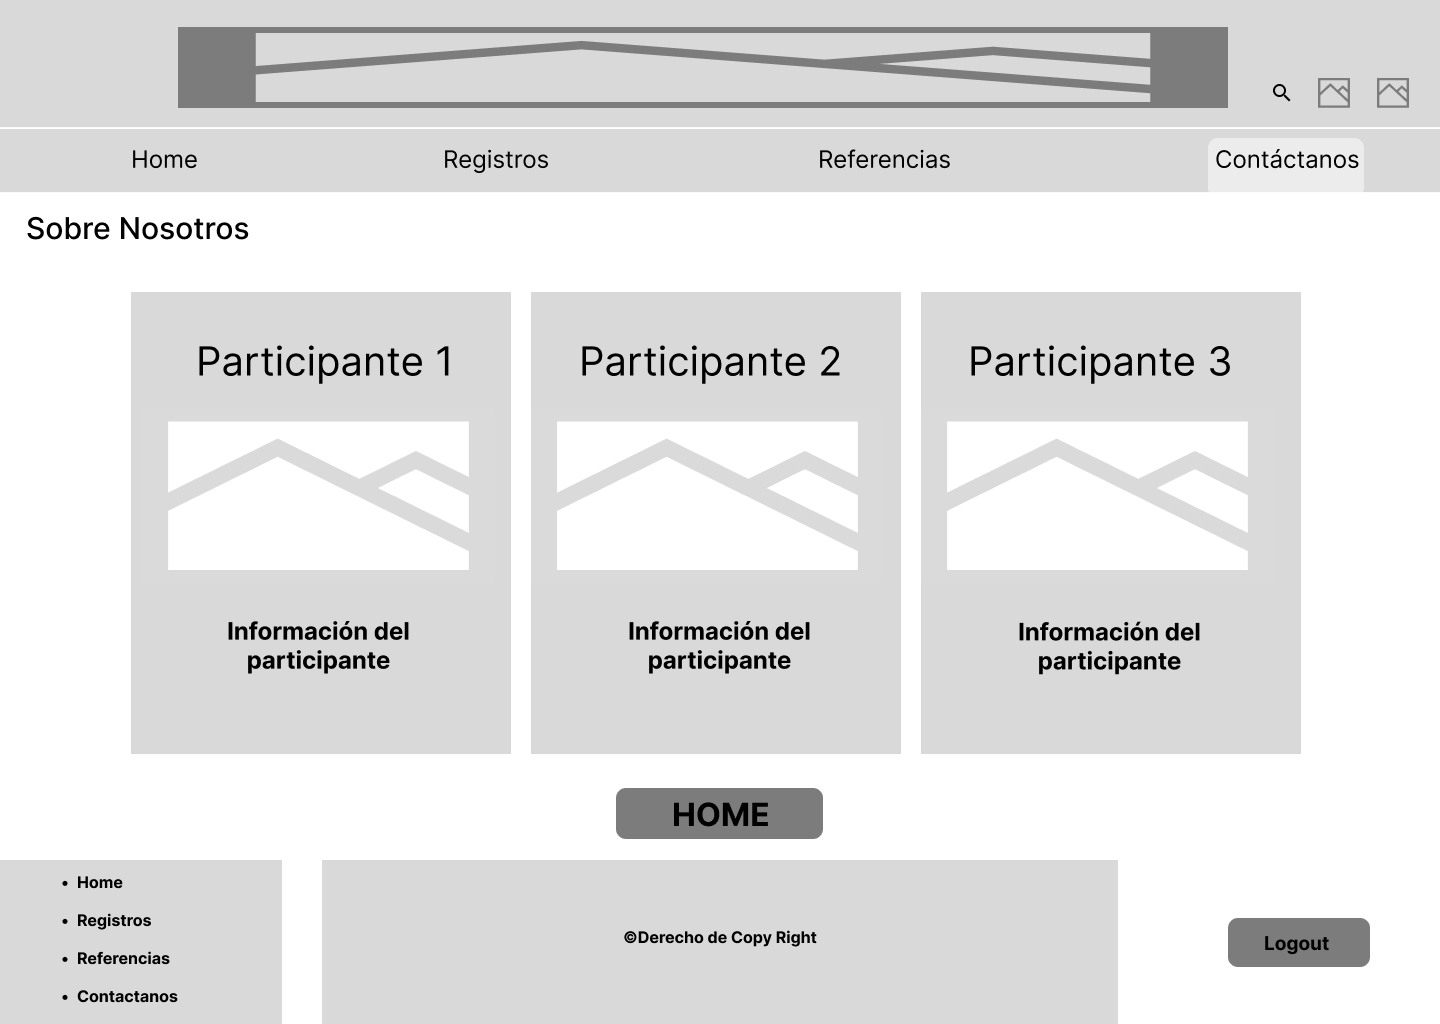 Home
Registros
Referencias
Contáctanos
Sobre Nosotros
Participante 1
Participante 2
Participante 3
Información del
participante
Información del
participante
Información del
participante
HOME
• Home
• Registros
• Referencias
• Contactanos
©Derecho de Copy Right
Logout